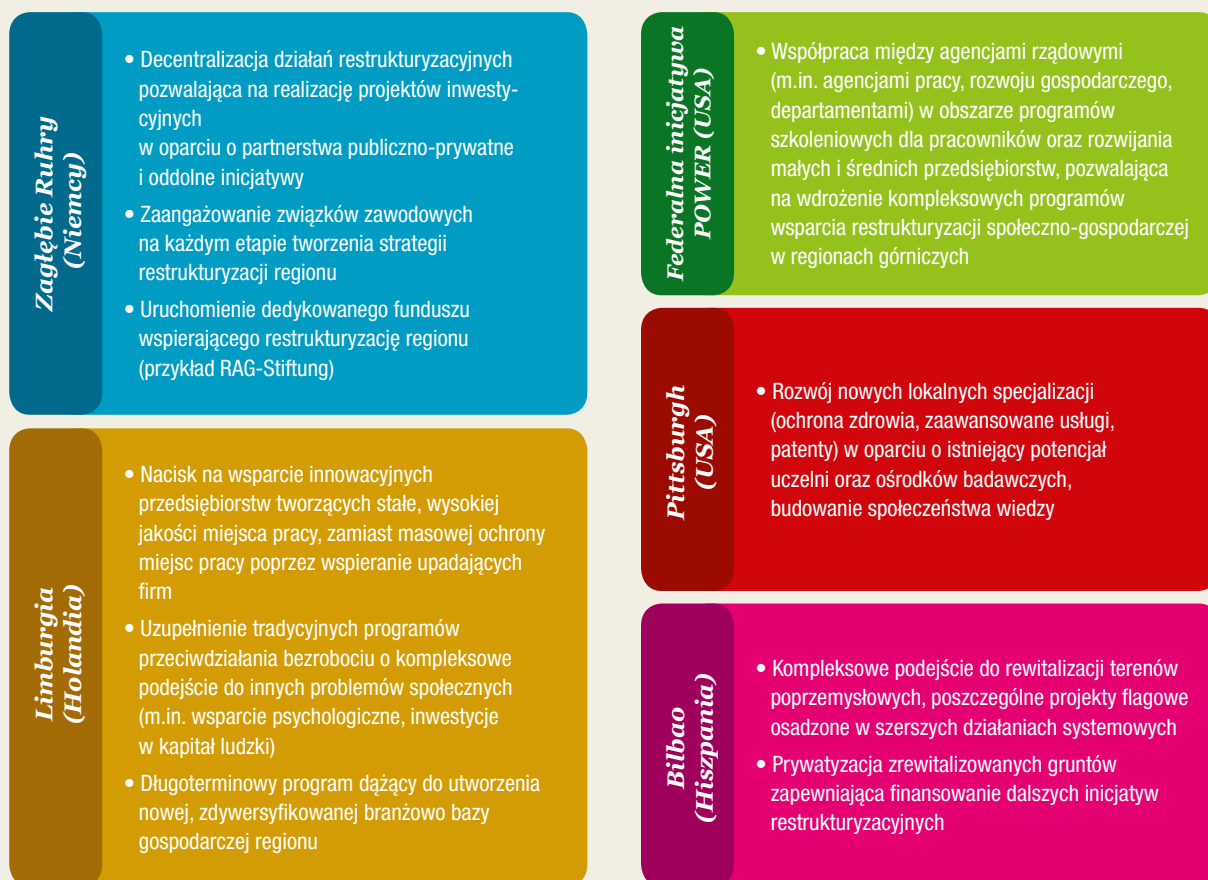 Zagłębie Ruhry
(Niemcy)
• Decentralizacja działań restrukturyzacyjnych
pozwalająca na realizację projektów inwesty-
cyjnych
w oparciu o partnerstwa publiczno-prywatne
i oddolne inicjatywy
• Zaangażowanie związków zawodowych
na każdym etapie tworzenia strategii
restrukturyzacji regionu
• Uruchomienie dedykowanego funduszu
wspierającego restrukturyzację regionu
(przykład RAG-Stiftung)
Limburgia
(Holandia)
• Nacisk na wsparcie innowacyjnych
przedsiębiorstw tworzących stałe, wysokiej
jakości miejsca pracy, zamiast masowej ochrony
miejsc pracy poprzez wspieranie upadających
firm
• Uzupełnienie tradycyjnych programów
przeciwdziałania bezrobociu o kompleksowe
podejście do innych problemów społecznych
(m.in. wsparcie psychologiczne, inwestycje
w kapitał ludzki)
• Długoterminowy program dążący do utworzenia
nowej, zdywersyfikowanej branżowo bazy
gospodarczej regionu
Federalna inicjatywa
POWER (USA)
• Współpraca między agencjami rządowymi
(m.in. agencjami pracy, rozwoju gospodarczego,
departamentami) w obszarze programów
szkoleniowych dla pracowników oraz rozwijania
małych i średnich przedsiębiorstw, pozwalająca
na wdrożenie kompleksowych programów
wsparcia restrukturyzacji społeczno-gospodarczej
w regionach górniczych
Pittsburgh
(USA)
• Rozwój nowych lokalnych specjalizacji
(ochrona zdrowia, zaawansowane usługi,
patenty) w oparciu o istniejący potencjał
uczelni oraz ośrodków badawczych,
budowanie społeczeństwa wiedzy
Bilbao
(Hiszpania)
• Kompleksowe podejście do rewitalizacji terenów
poprzemysłowych, poszczególne projekty flagowe
osadzone w szerszych działaniach systemowych
• Prywatyzacja zrewitalizowanych gruntów
zapewniająca finansowanie dalszych inicjatyw
restrukturyzacyjnych